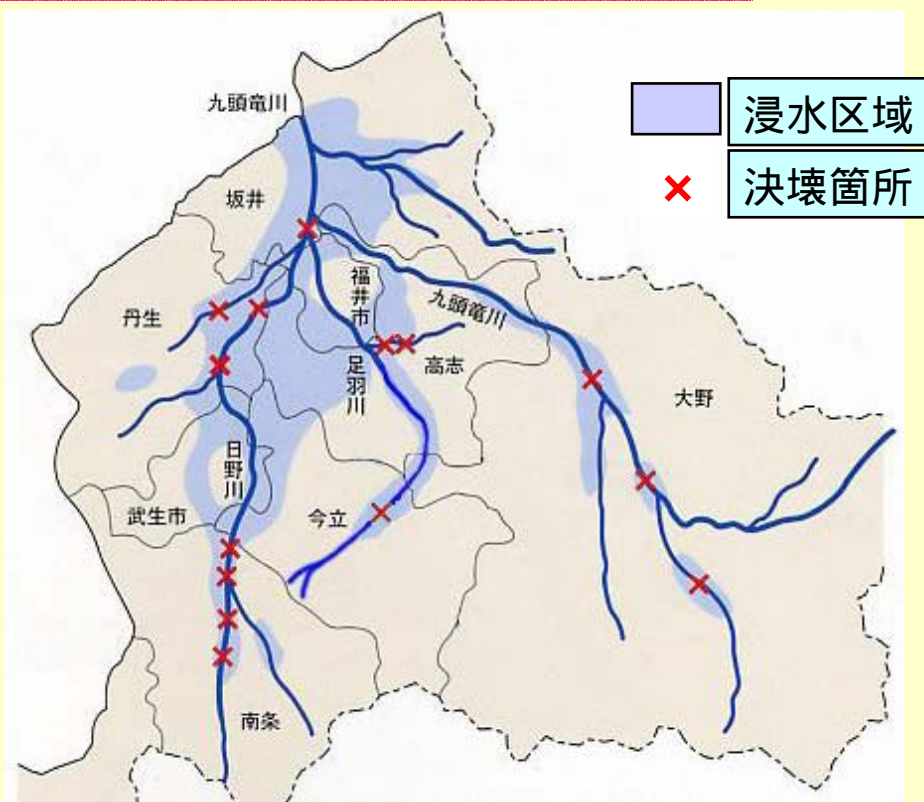 九頭竜川
浸水区域
決壊箇所
坂井
福井市
九頭竜川
丹生
足羽川
高志
大野
日野川
武生市
今立
南条